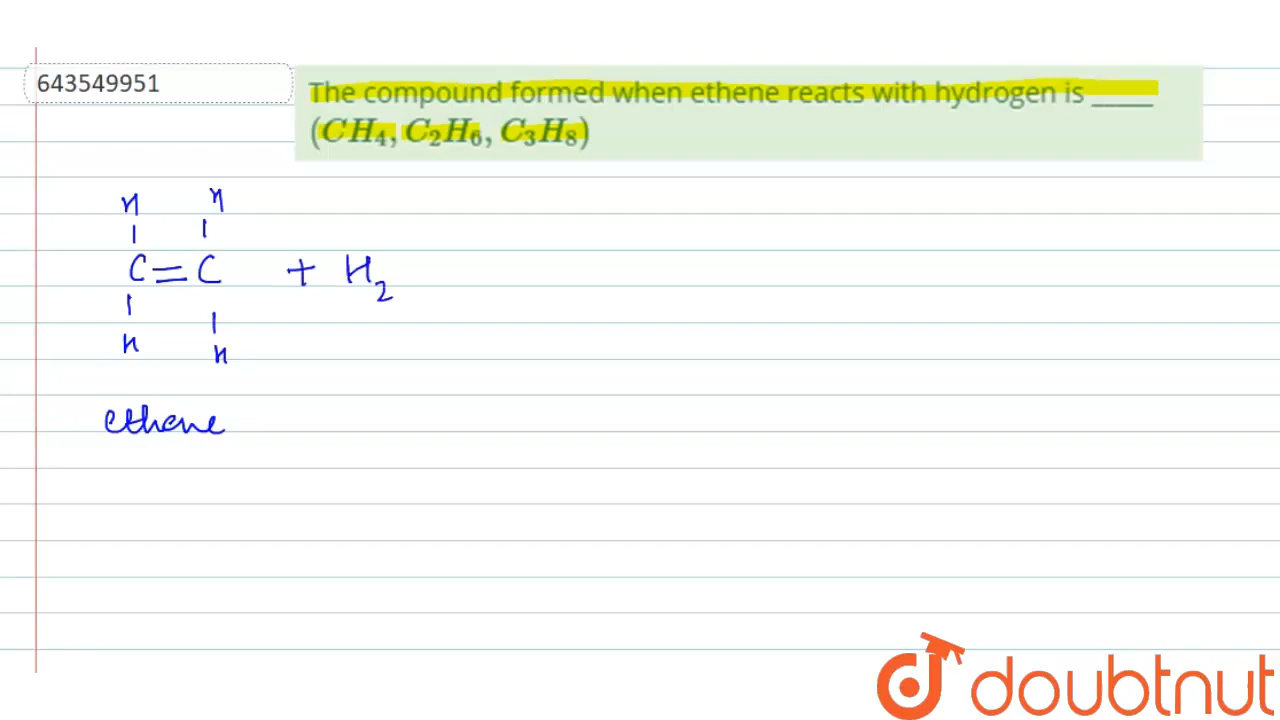 643549951
The compound formed when ethene reacts with hydrogen is _____
(CH₄, C₂H₆, C₃H₈)
H H
C=C + H₂
H H
ethene
doubtnut